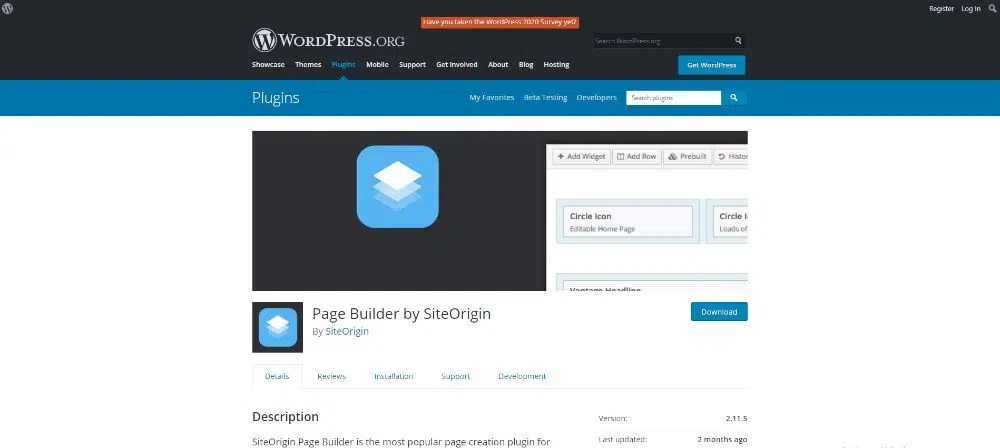 Register Log In
Have you taken the WordPress 2020 Survey yet?
WORDPRESS.ORG
Search WordPress.org
Showcase Themes Plugins Mobile Support Get Involved About Blog Hosting
Get WordPress
Plugins
My Favorites Beta Testing Developers
Search plugins
+ Add Widget Add Row Prebuilt Histo
Circle Icon
Editable Home Page
Circle I
Loads of
Vantage Headline
Page Builder by SiteOrigin
By SiteOrigin
Download
Details Reviews Installation Support Development
Description
SiteOrigin Page Builder is the most popular page creation plugin for
Version: 2.11.5
Last updated: 2 months ago